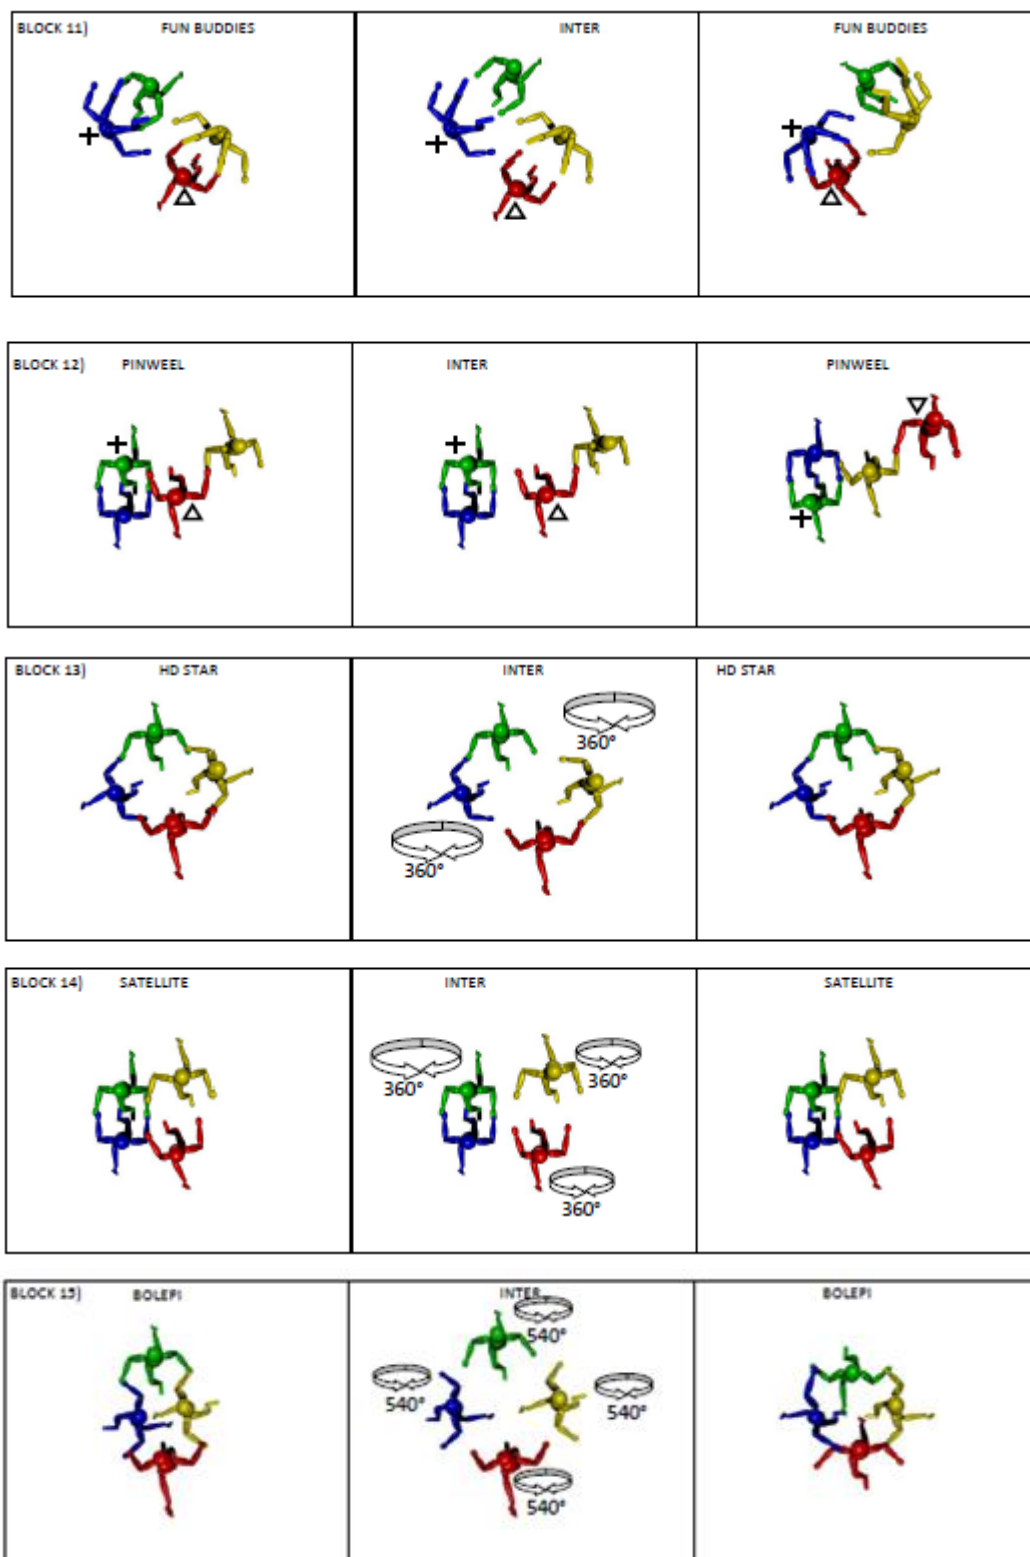 BLOCK 11) FUN BUDDIES INTER FUN BUDDIES
BLOCK 12) PINWEEL INTER PINWEEL
BLOCK 13) HD STAR INTER HD STAR
360°
360°
BLOCK 14) SATELLITE INTER SATELLITE
360° 360°
360°
BLOCK 15) BOLEPI INTER BOLEPI
540°
540° 540°
540°